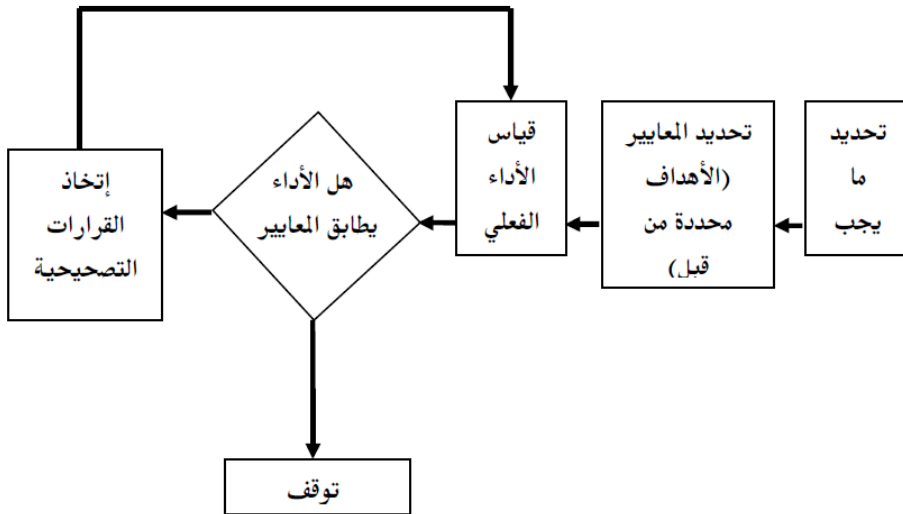 تحديد
ما
يجب
تحديد المعايير
(الأهداف
محددة من
قبل)
قياس
الأداء
الفعلي
هل الأداء
يطابق المعايير
إتخاذ
القرارات
التصحيحية
توقف